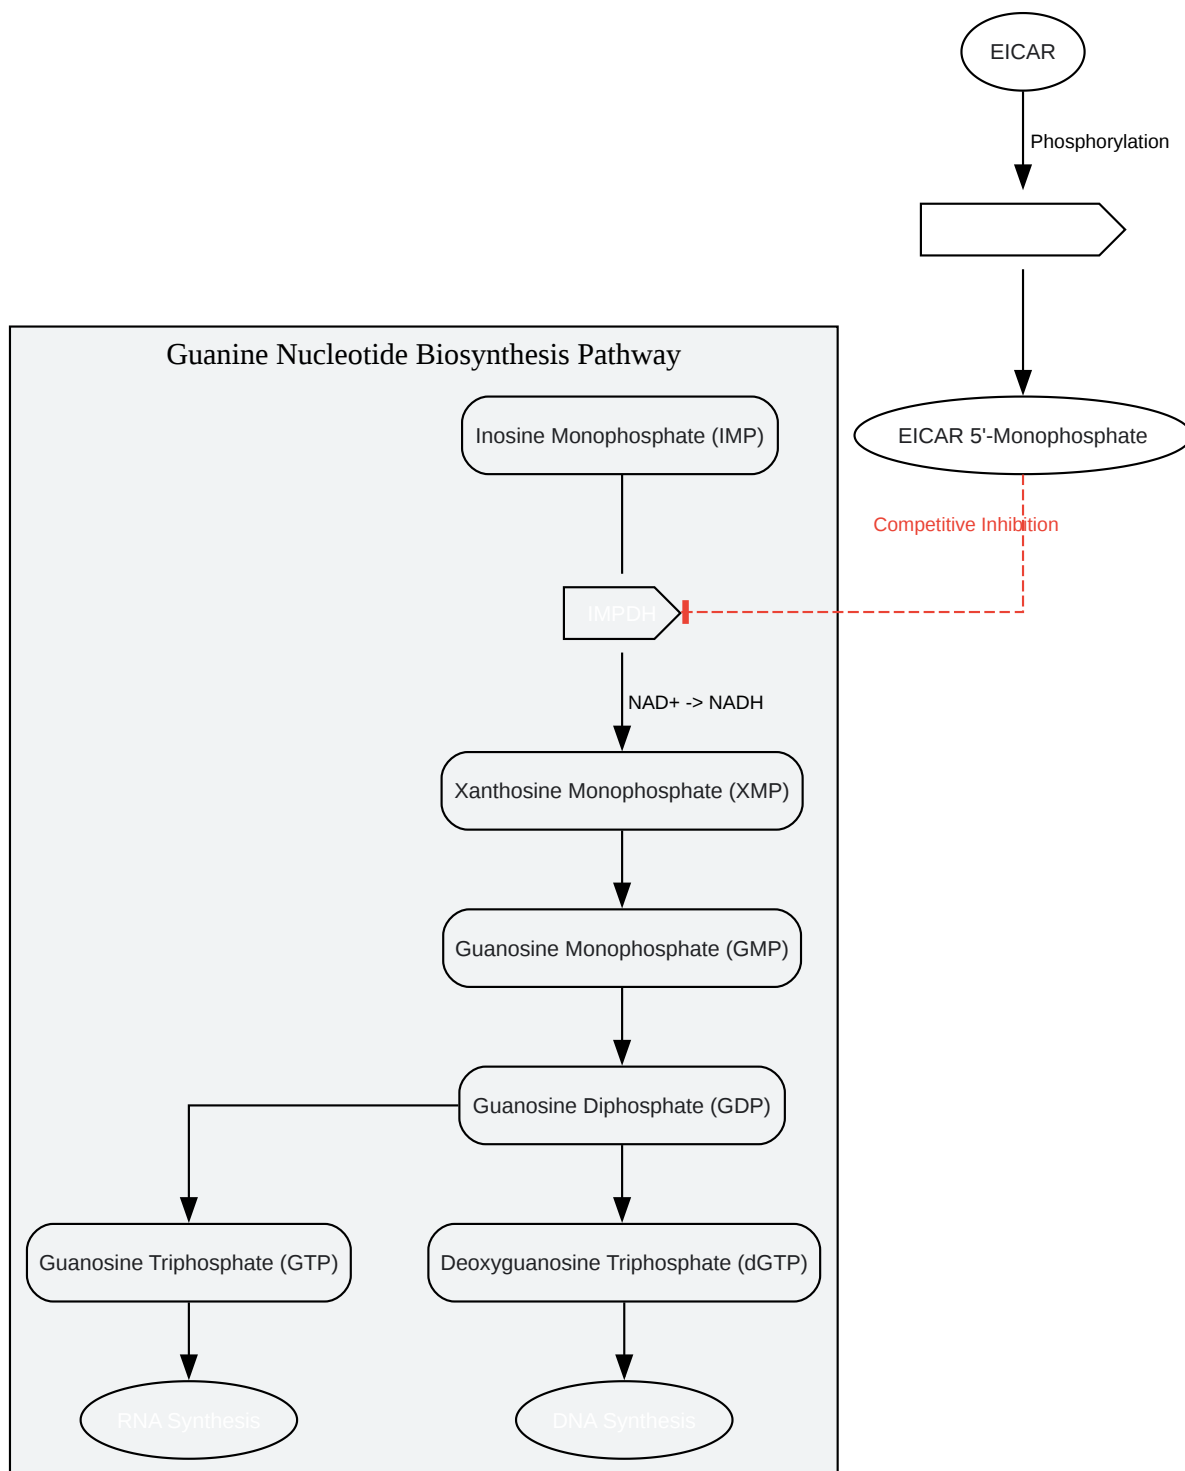 EICAR
Phosphorylation
Guanine Nucleotide Biosynthesis Pathway
Inosine Monophosphate (IMP)
EICAR 5'-Monophosphate
Competitive Inhibition
IMPDH
NAD+ -> NADH
Xanthosine Monophosphate (XMP)
Guanosine Monophosphate (GMP)
Guanosine Diphosphate (GDP)
Guanosine Triphosphate (GTP)
Deoxyguanosine Triphosphate (dGTP)
RNA Synthesis
DNA Synthesis